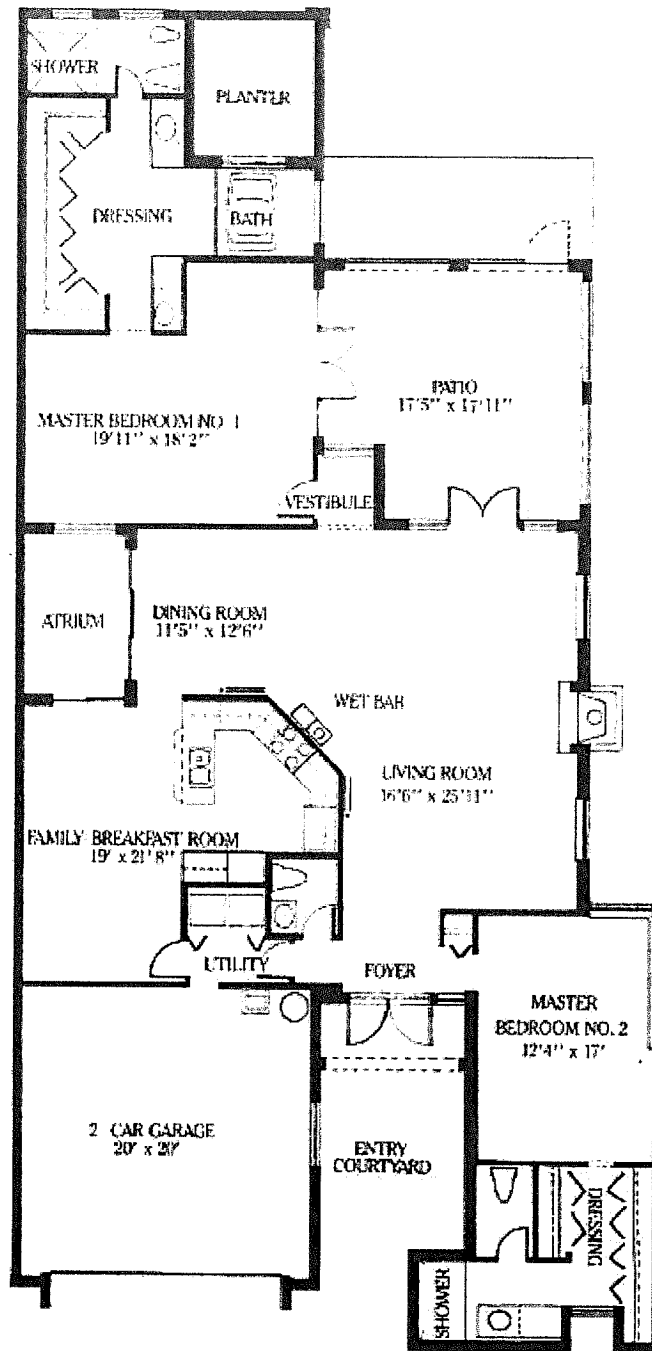 SHOWER
PLANTER
DRESSING
BATH
MASTER BEDROOM NO. 1
19'11" x 18'2"
PATIO
17'5" x 17'11"
VESTIBULE
ATRIUM
DINING ROOM
11'5" x 12'6"
WET BAR
LIVING ROOM
16'6" x 25'11"
FAMILY BREAKFAST ROOM
19' x 21'8"
UTILITY
FOYER
MASTER
BEDROOM NO. 2
12'4" x 17'
2 CAR GARAGE
20' x 20'
ENTRY
COURTYARD
DRESSING
SHOWER